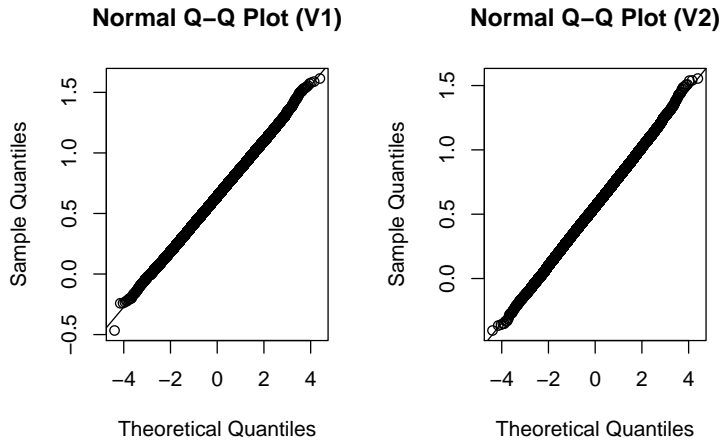 Normal Q−Q Plot (V1)
Sample Quantiles
1.5
1.0
0.5
0.0
−0.5
−4 −2 0 2 4
Theoretical Quantiles
Normal Q−Q Plot (V2)
Sample Quantiles
1.5
1.0
0.5
0.0
−4 −2 0 2 4
Theoretical Quantiles